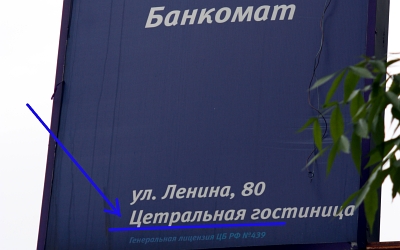 Банкомат
ул. Ленина, 80
Цетральная гостиница
Генеральная лицензия ЦБ РФ №439